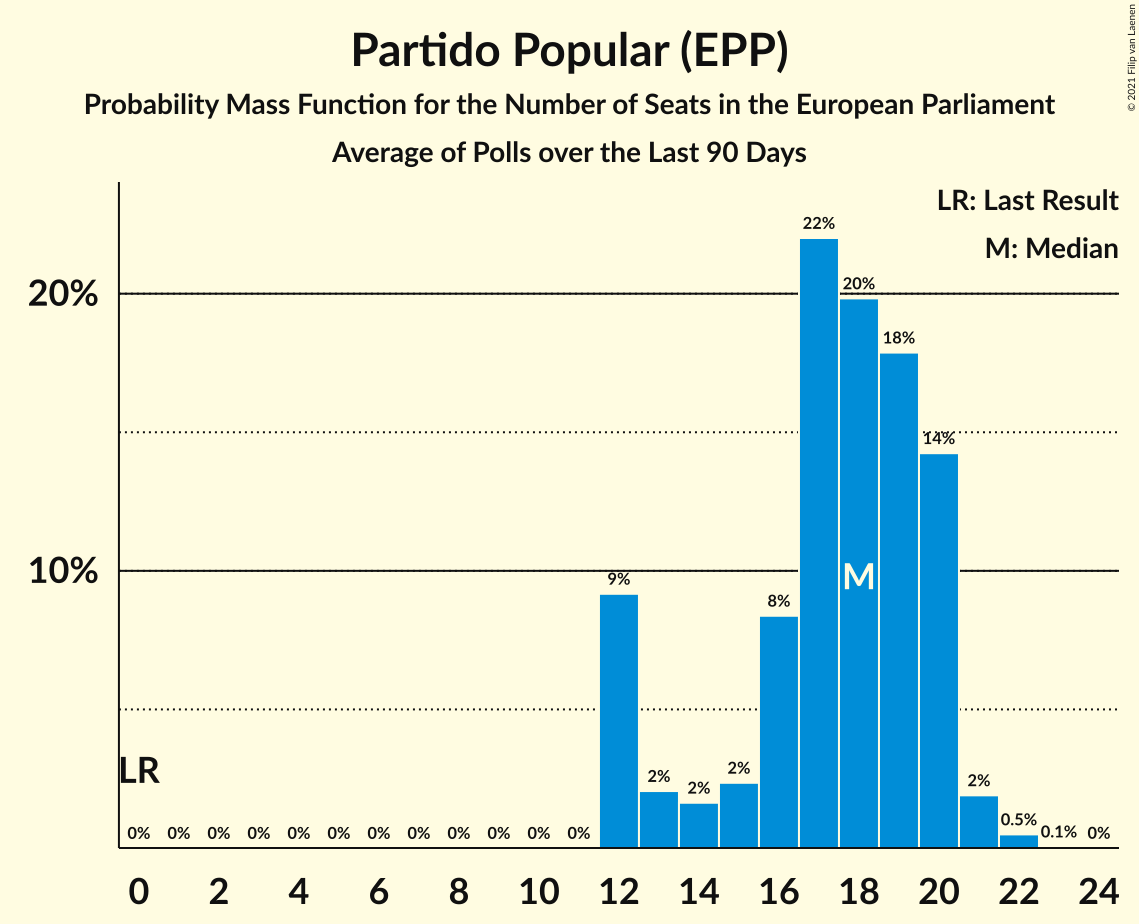 Partido Popular (EPP)
Probability Mass Function for the Number of Seats in the European Parliament
Average of Polls over the Last 90 Days
© 2021 Filip van Laenen
LR: Last Result
M: Median
22%
20%
20%
18%
14%
10%
9%
8%
M
LR
2%
2%
2%
2%
0.5%
0.1%
0%
0% 0% 0% 0% 0% 0% 0% 0% 0% 0% 0% 0%
0 2 4 6 8 10 12 14 16 18 20 22 24